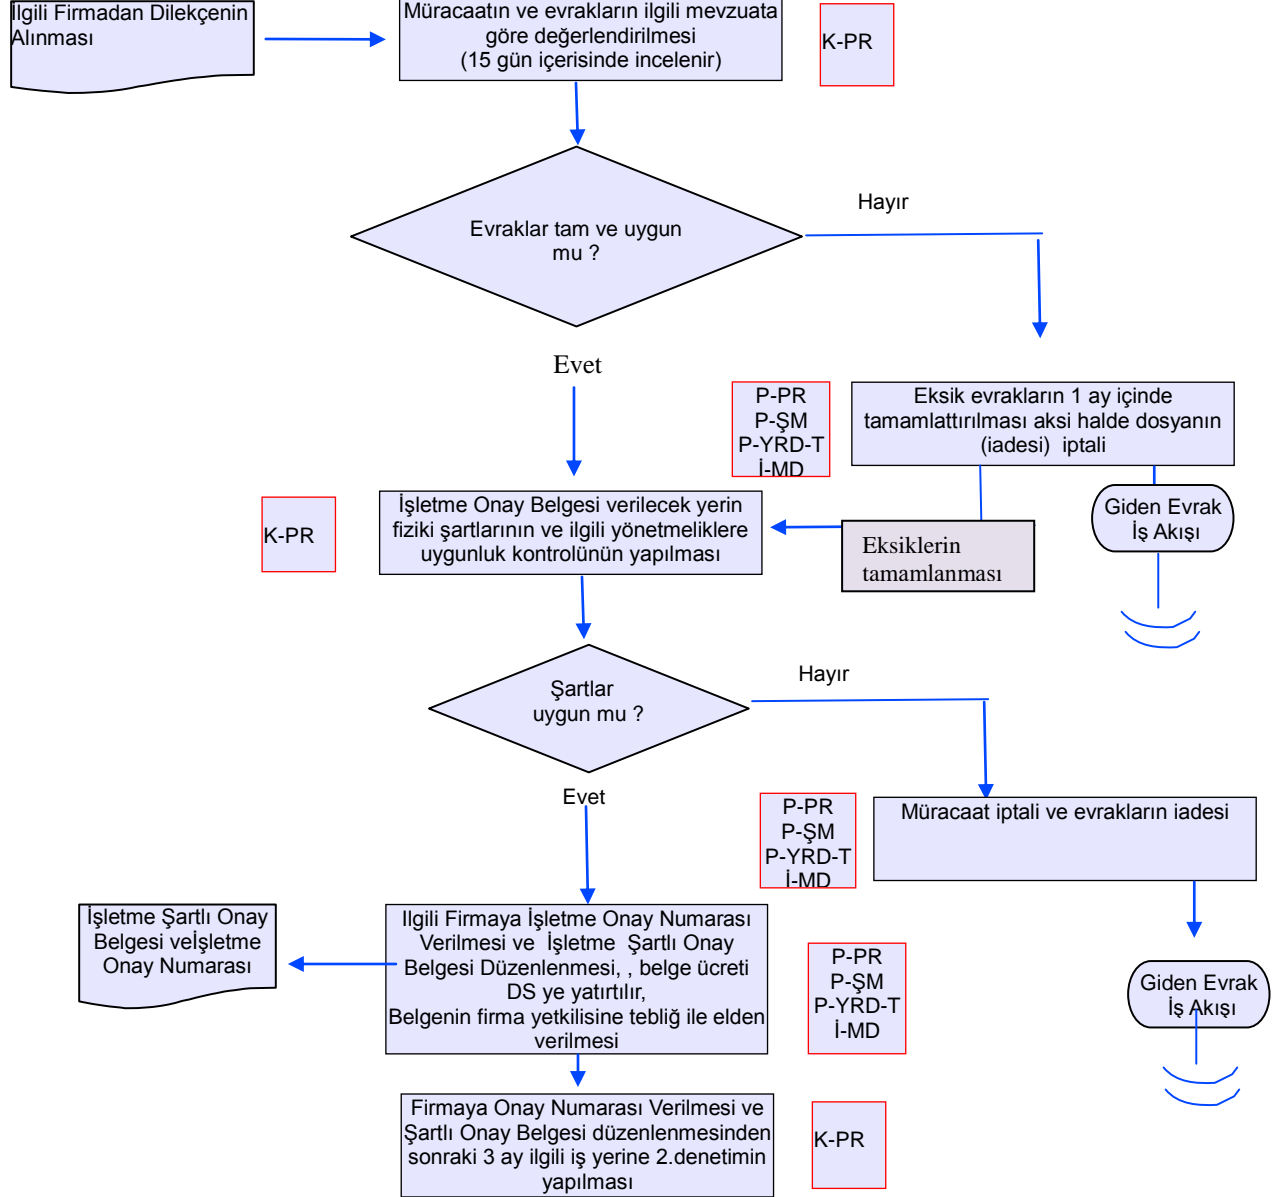 İlgili Firmadan Dilekçenin
Alınması
Müracaatın ve evrakların ilgili mevzuata
göre değerlendirilmesi
(15 gün içerisinde incelenir)
K-PR
Evraklar tam ve uygun
mu ?
Hayır
Evet
P-PR
P-ŞM
P-YRD-T
İ-MD
Eksik evrakların 1 ay içinde
tamamlattırılması aksi halde dosyanın
(iadesi) iptali
Giden Evrak
İş Akışı
K-PR
İşletme Onay Belgesi verilecek yerin
fiziki şartlarının ve ilgili yönetmeliklere
uygunluk kontrolünün yapılması
Eksiklerin
tamamlanması
Şartlar
uygun mu ?
Hayır
Evet
P-PR
P-ŞM
P-YRD-T
İ-MD
Müracaat iptali ve evrakların iadesi
İşletme Şartlı Onay
Belgesi veİşletme
Onay Numarası
Ilgili Firmaya İşletme Onay Numarası
Verilmesi ve İşletme Şartlı Onay
Belgesi Düzenlenmesi, , belge ücreti
DS ye yatırtılır,
Belgenin firma yetkilisine tebliğ ile elden
verilmesi
P-PR
P-ŞM
P-YRD-T
İ-MD
Giden Evrak
İş Akışı
Firmaya Onay Numarası Verilmesi ve
Şartlı Onay Belgesi düzenlenmesinden
sonraki 3 ay ilgili iş yerine 2.denetimin
yapılması
K-PR